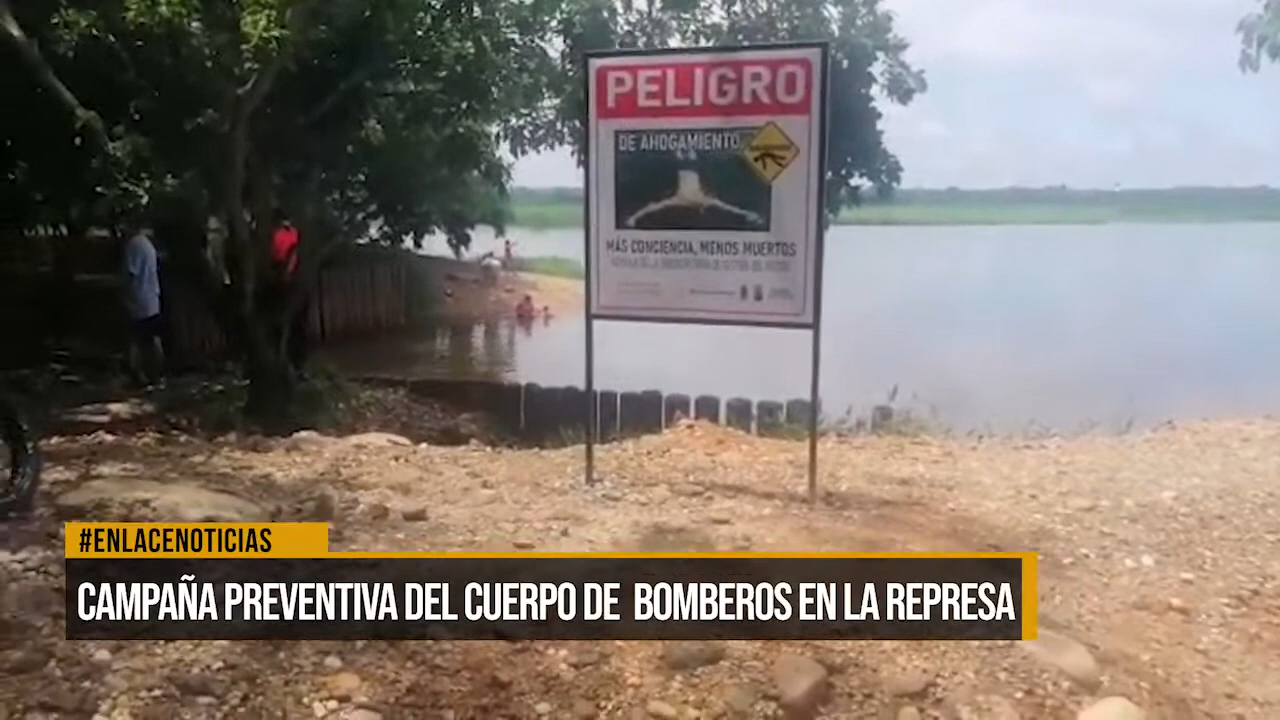 PELIGRO
DE AHOGAMIENTO
MÁS CONCIENCIA, MENOS MUERTOS
#ENLACENOTICIAS
CAMPAÑA PREVENTIVA DEL CUERPO DE BOMBEROS EN LA REPRESA